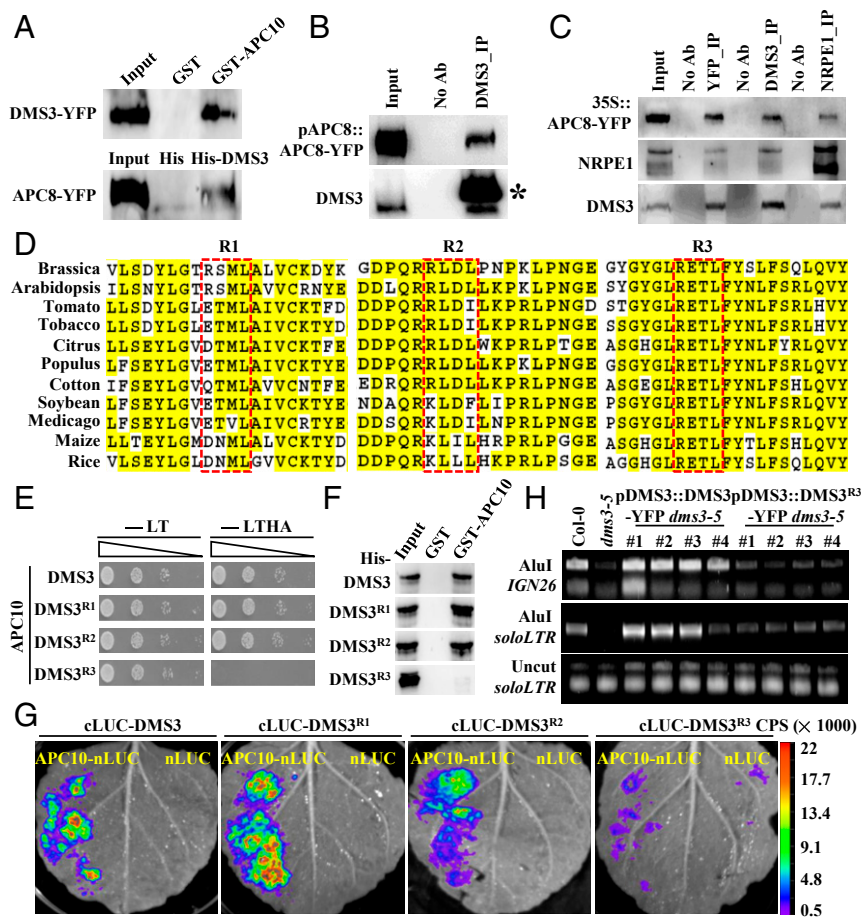 A
Input
GST
GST-APC10
DMS3-YFP
Input His His-DMS3
APC8-YFP
B
Input
No Ab
DMS3_IP
pAPC8::
APC8-YFP
DMS3
*
C
Input
No Ab
YFP_IP
No Ab
DMS3_IP
No Ab
NRPE1_IP
35S::
APC8-YFP
NRPE1
DMS3
D
R1 R2 R3
Brassica VLSDYLGTRSMLALVCKDYK GDPQRRLDLPNPKLPNGE GYGYGLRETLFYSLFSQLQVY
Arabidopsis ILSNYLGTRSMLAVVCRNYE DDLQRRLDLLKPRLPNGE SYGYGLRETLFYSLFSRLQVY
Tomato LLSDYLGLETMLAIVCKTFD DDPQRRLDILKPRLPNGD STGYGLRETLFYNLFSRLHVY
Tobacco LLSDYLGLETMLAIVCKTYD DDPQRRLDILKPRLPNGE SSGYGLRETLFYNLFSRLHVY
Citrus LLSEYLGVDTMLAIVCKTFE DDPQRRLDLWKPRLPTGE ASGHGLRETLFYNLFYRLQVY
Populus LFSEYLGVETMLAIVCKTYE DDPQRRLDLLKPKLPNGE PSGYGLRETLFYNLFSRLQVY
Cotton IFSEYLGVQTMLAVVCNTFE EDRQRRLDLLKPRLPNGE ASGEGLRETLFYNLFSHLQVY
Soybean LFSEYLGVETMLAIVCKTYE NDAQRKLDFLIPRLPNGE PSGYGLRETLFYNLFSRLQVY
Medicago LFSEYLGVETVLAIVCRTYE DDSQRKLDILNPRLPNGE PSGYGLRETLFYNLFSRLQVY
Maize LLTEYLGMDNMLALVCKTYD DDPQRKLILHRPRLPGGE ASGHGLRETLFYTLFSHLQVY
Rice VLSEYLGLDNMLGVVCKTYD DDPQRKLLLHKPRLPSGE AGGHGLRETLFYNLFSRLQVY
E
—LT —LTHA
APC10
DMS3
DMS3R1
DMS3R2
DMS3R3
F
Input
GST
GST-APC10
His-
DMS3
DMS3R1
DMS3R2
DMS3R3
H
Col-0
dms3-5
pDMS3::DMS3 pDMS3::DMS3R3
-YFP dms3-5 -YFP dms3-5
#1 #2 #3 #4 #1 #2 #3 #4
AluI
IGN26
AluI
soloLTR
Uncut
soloLTR
G
cLUC-DMS3 cLUC-DMS3R1 cLUC-DMS3R2 cLUC-DMS3R3 CPS (× 1000)
APC10-nLUC nLUC APC10-nLUC nLUC APC10-nLUC nLUC APC10-nLUC nLUC
22
17.7
13.4
9.1
4.8
0.5